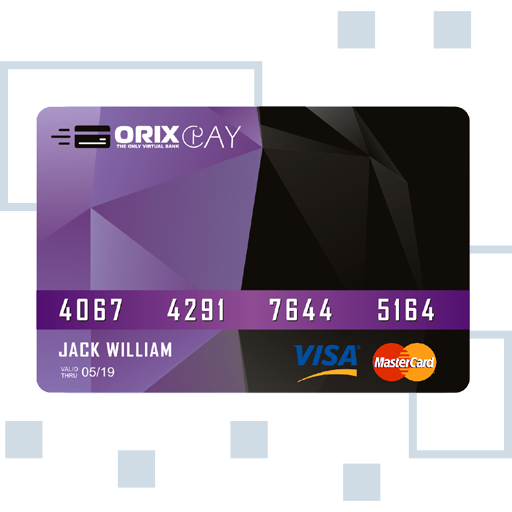 ORIX PAY
THE ONLY VIRTUAL BANK
4067 4291 7644 5164
JACK WILLIAM
VALID THRU 05/19
VISA
MasterCard